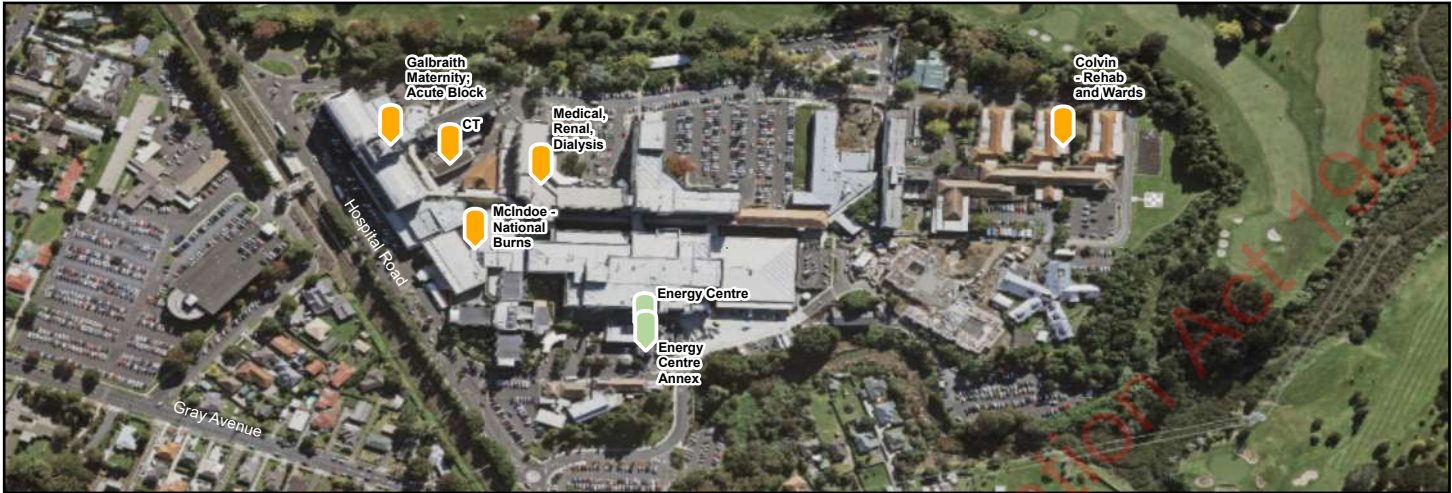 Galbraith
Maternity;
Acute Block
CT
Medical,
Renal,
Dialysis
Colvin
- Rehab
and Wards
McIndoe -
National
Burns
Hospital Road
Energy Centre
Energy
Centre
Annex
Gray Avenue
tion Act 1982